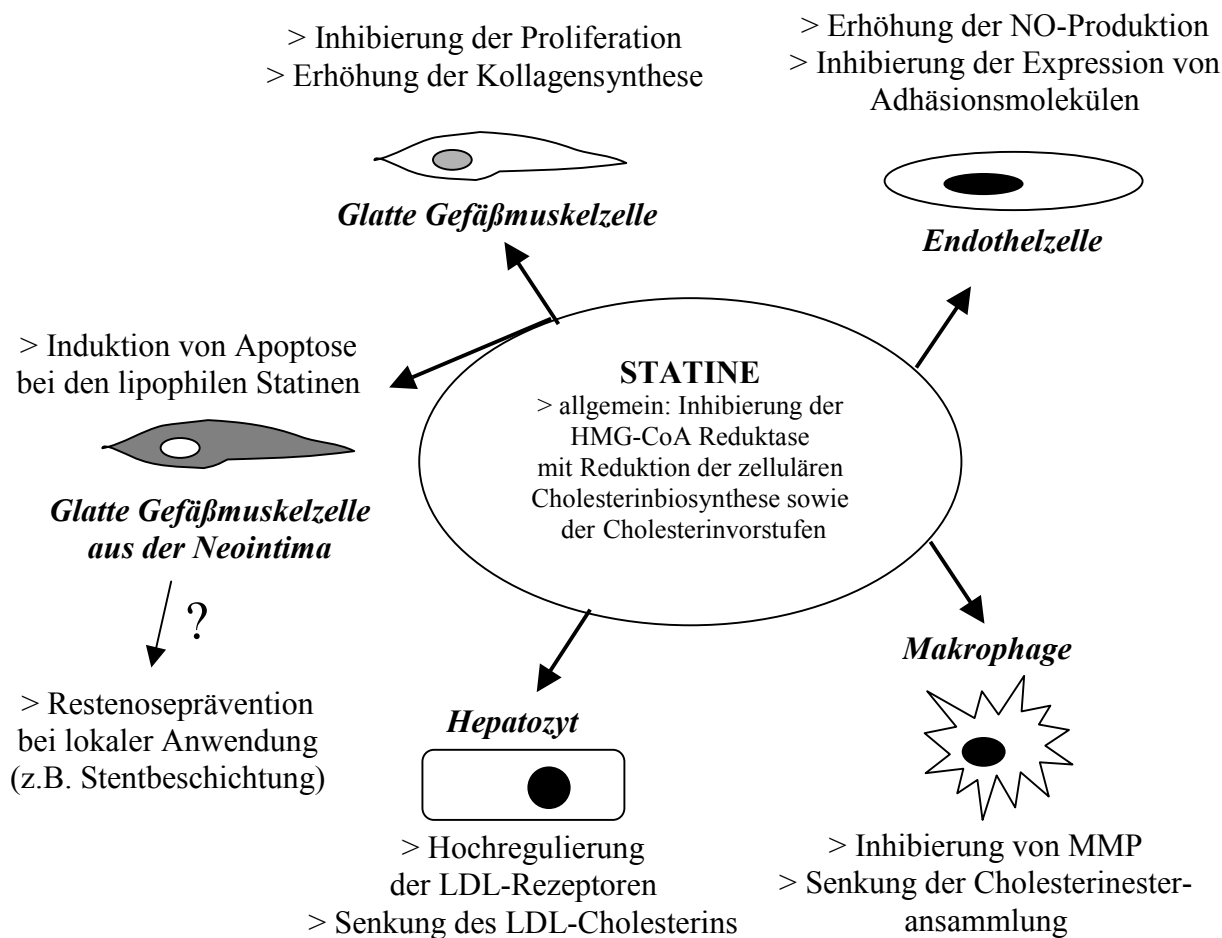 > Inhibierung der Proliferation
> Erhöhung der Kollagensynthese
Glatte Gefäßmuskelzelle
> Erhöhung der NO-Produktion
> Inhibierung der Expression von
Adhäsionsmolekülen
Endothelzelle
> Induktion von Apoptose
bei den lipophilen Statinen
Glatte Gefäßmuskelzelle
aus der Neointima
?
> Restenoseprävention
bei lokaler Anwendung
(z.B. Stentbeschichtung)
STATINE
> allgemein: Inhibierung der
HMG-CoA Reduktase
mit Reduktion der zellulären
Cholesterinbiosynthese sowie
der Cholesterinvorstufen
Hepatozyt
> Hochregulierung
der LDL-Rezeptoren
> Senkung des LDL-Cholesterins
Makrophage
> Inhibierung von MMP
> Senkung der Cholesterinester-
ansammlung